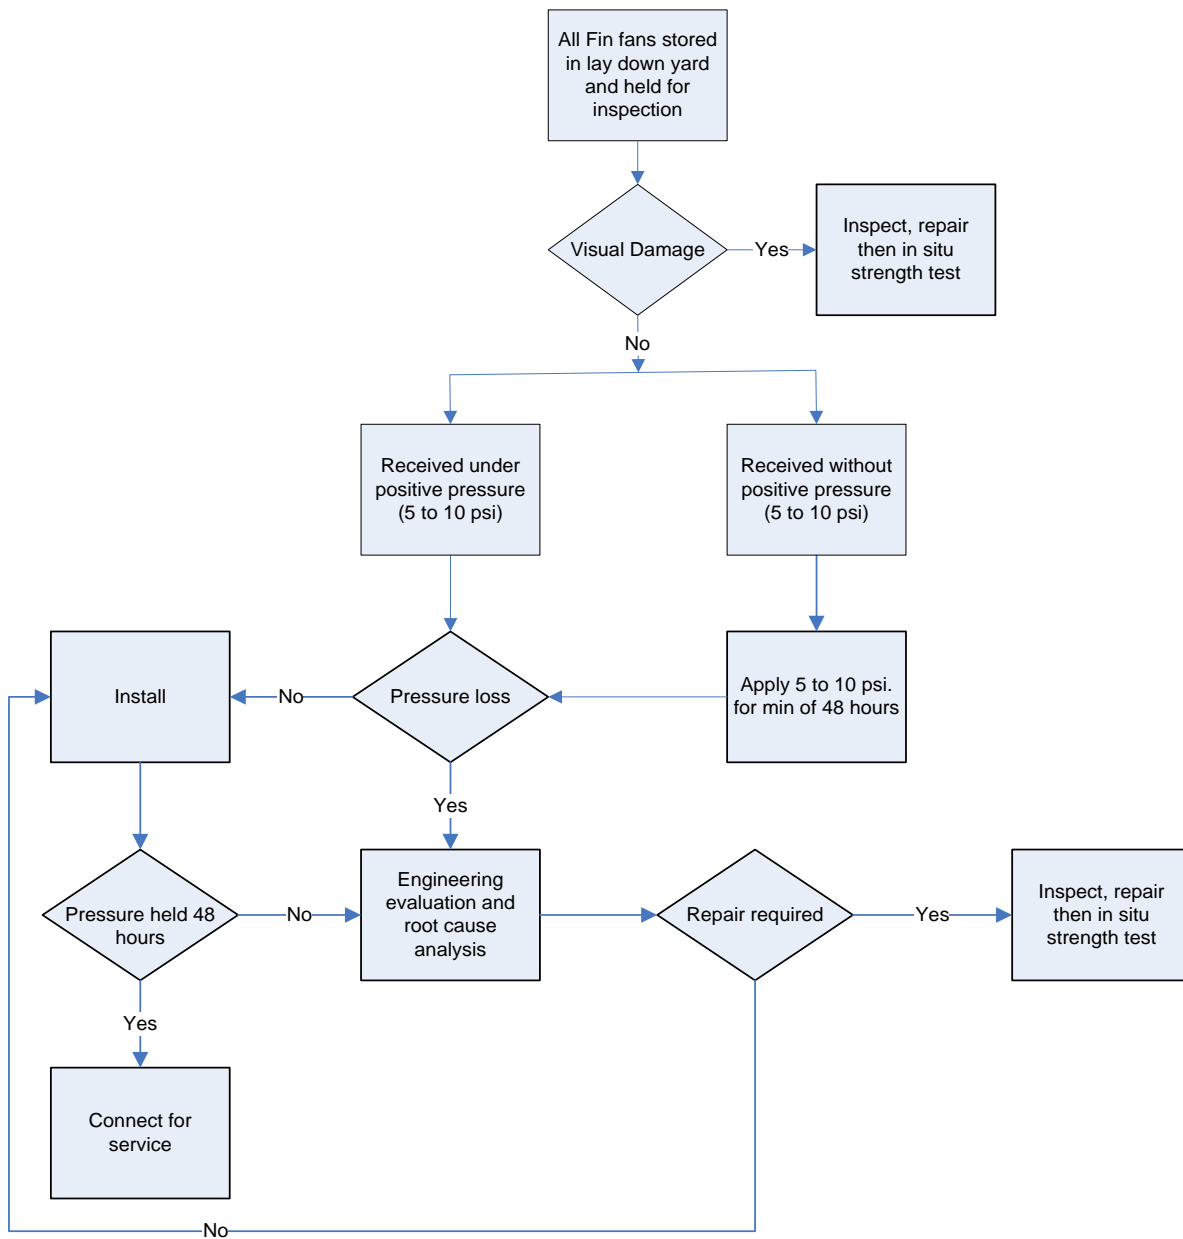 All Fin fans stored
in lay down yard
and held for
inspection
Visual Damage
Yes
Inspect, repair
then in situ
strength test
No
Received under
positive pressure
(5 to 10 psi)
Received without
positive pressure
(5 to 10 psi)
Install
No
Pressure loss
Apply 5 to 10 psi.
for min of 48 hours
Yes
Pressure held 48
hours
No
Engineering
evaluation and
root cause
analysis
Repair required
Yes
Inspect, repair
then in situ
strength test
Yes
Connect for
service
No